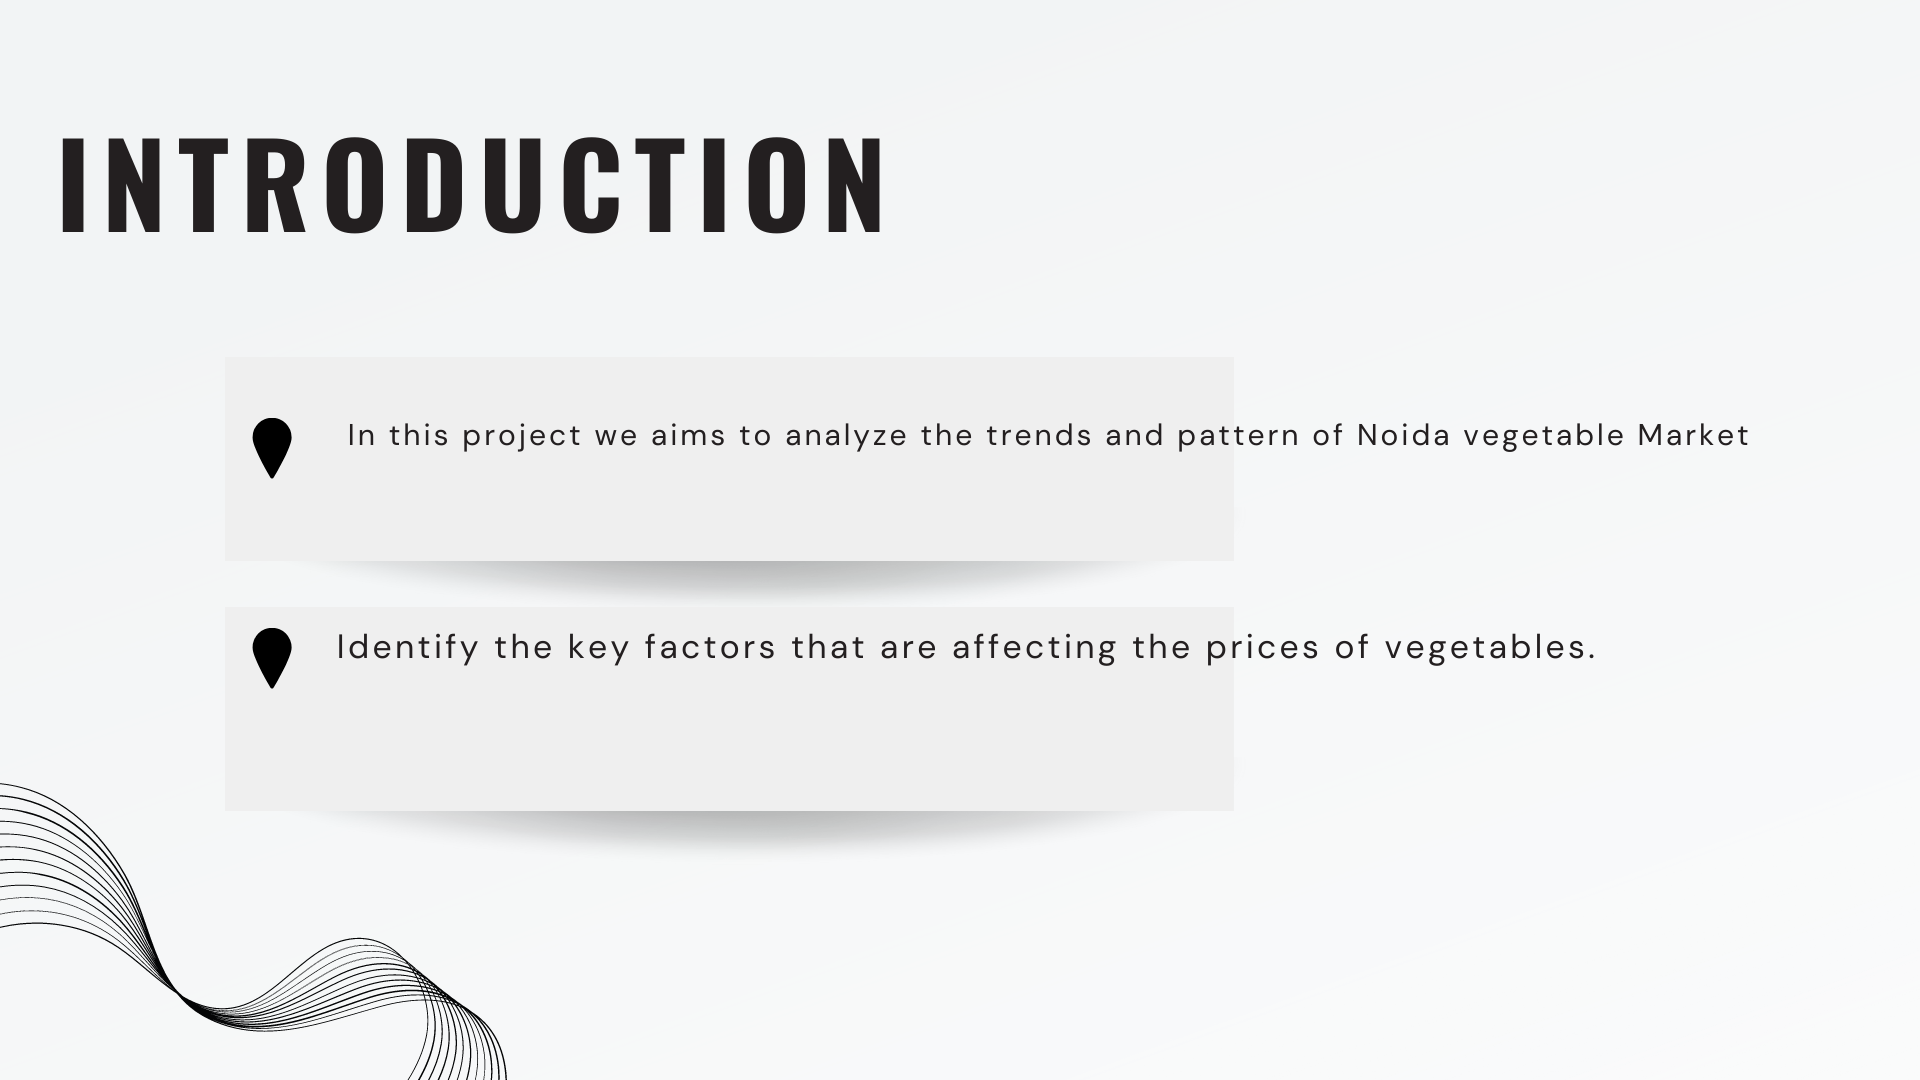 INTRODUCTION
In this project we aims to analyze the trends and pattern of Noida vegetable Market
Identify the key factors that are affecting the prices of vegetables.